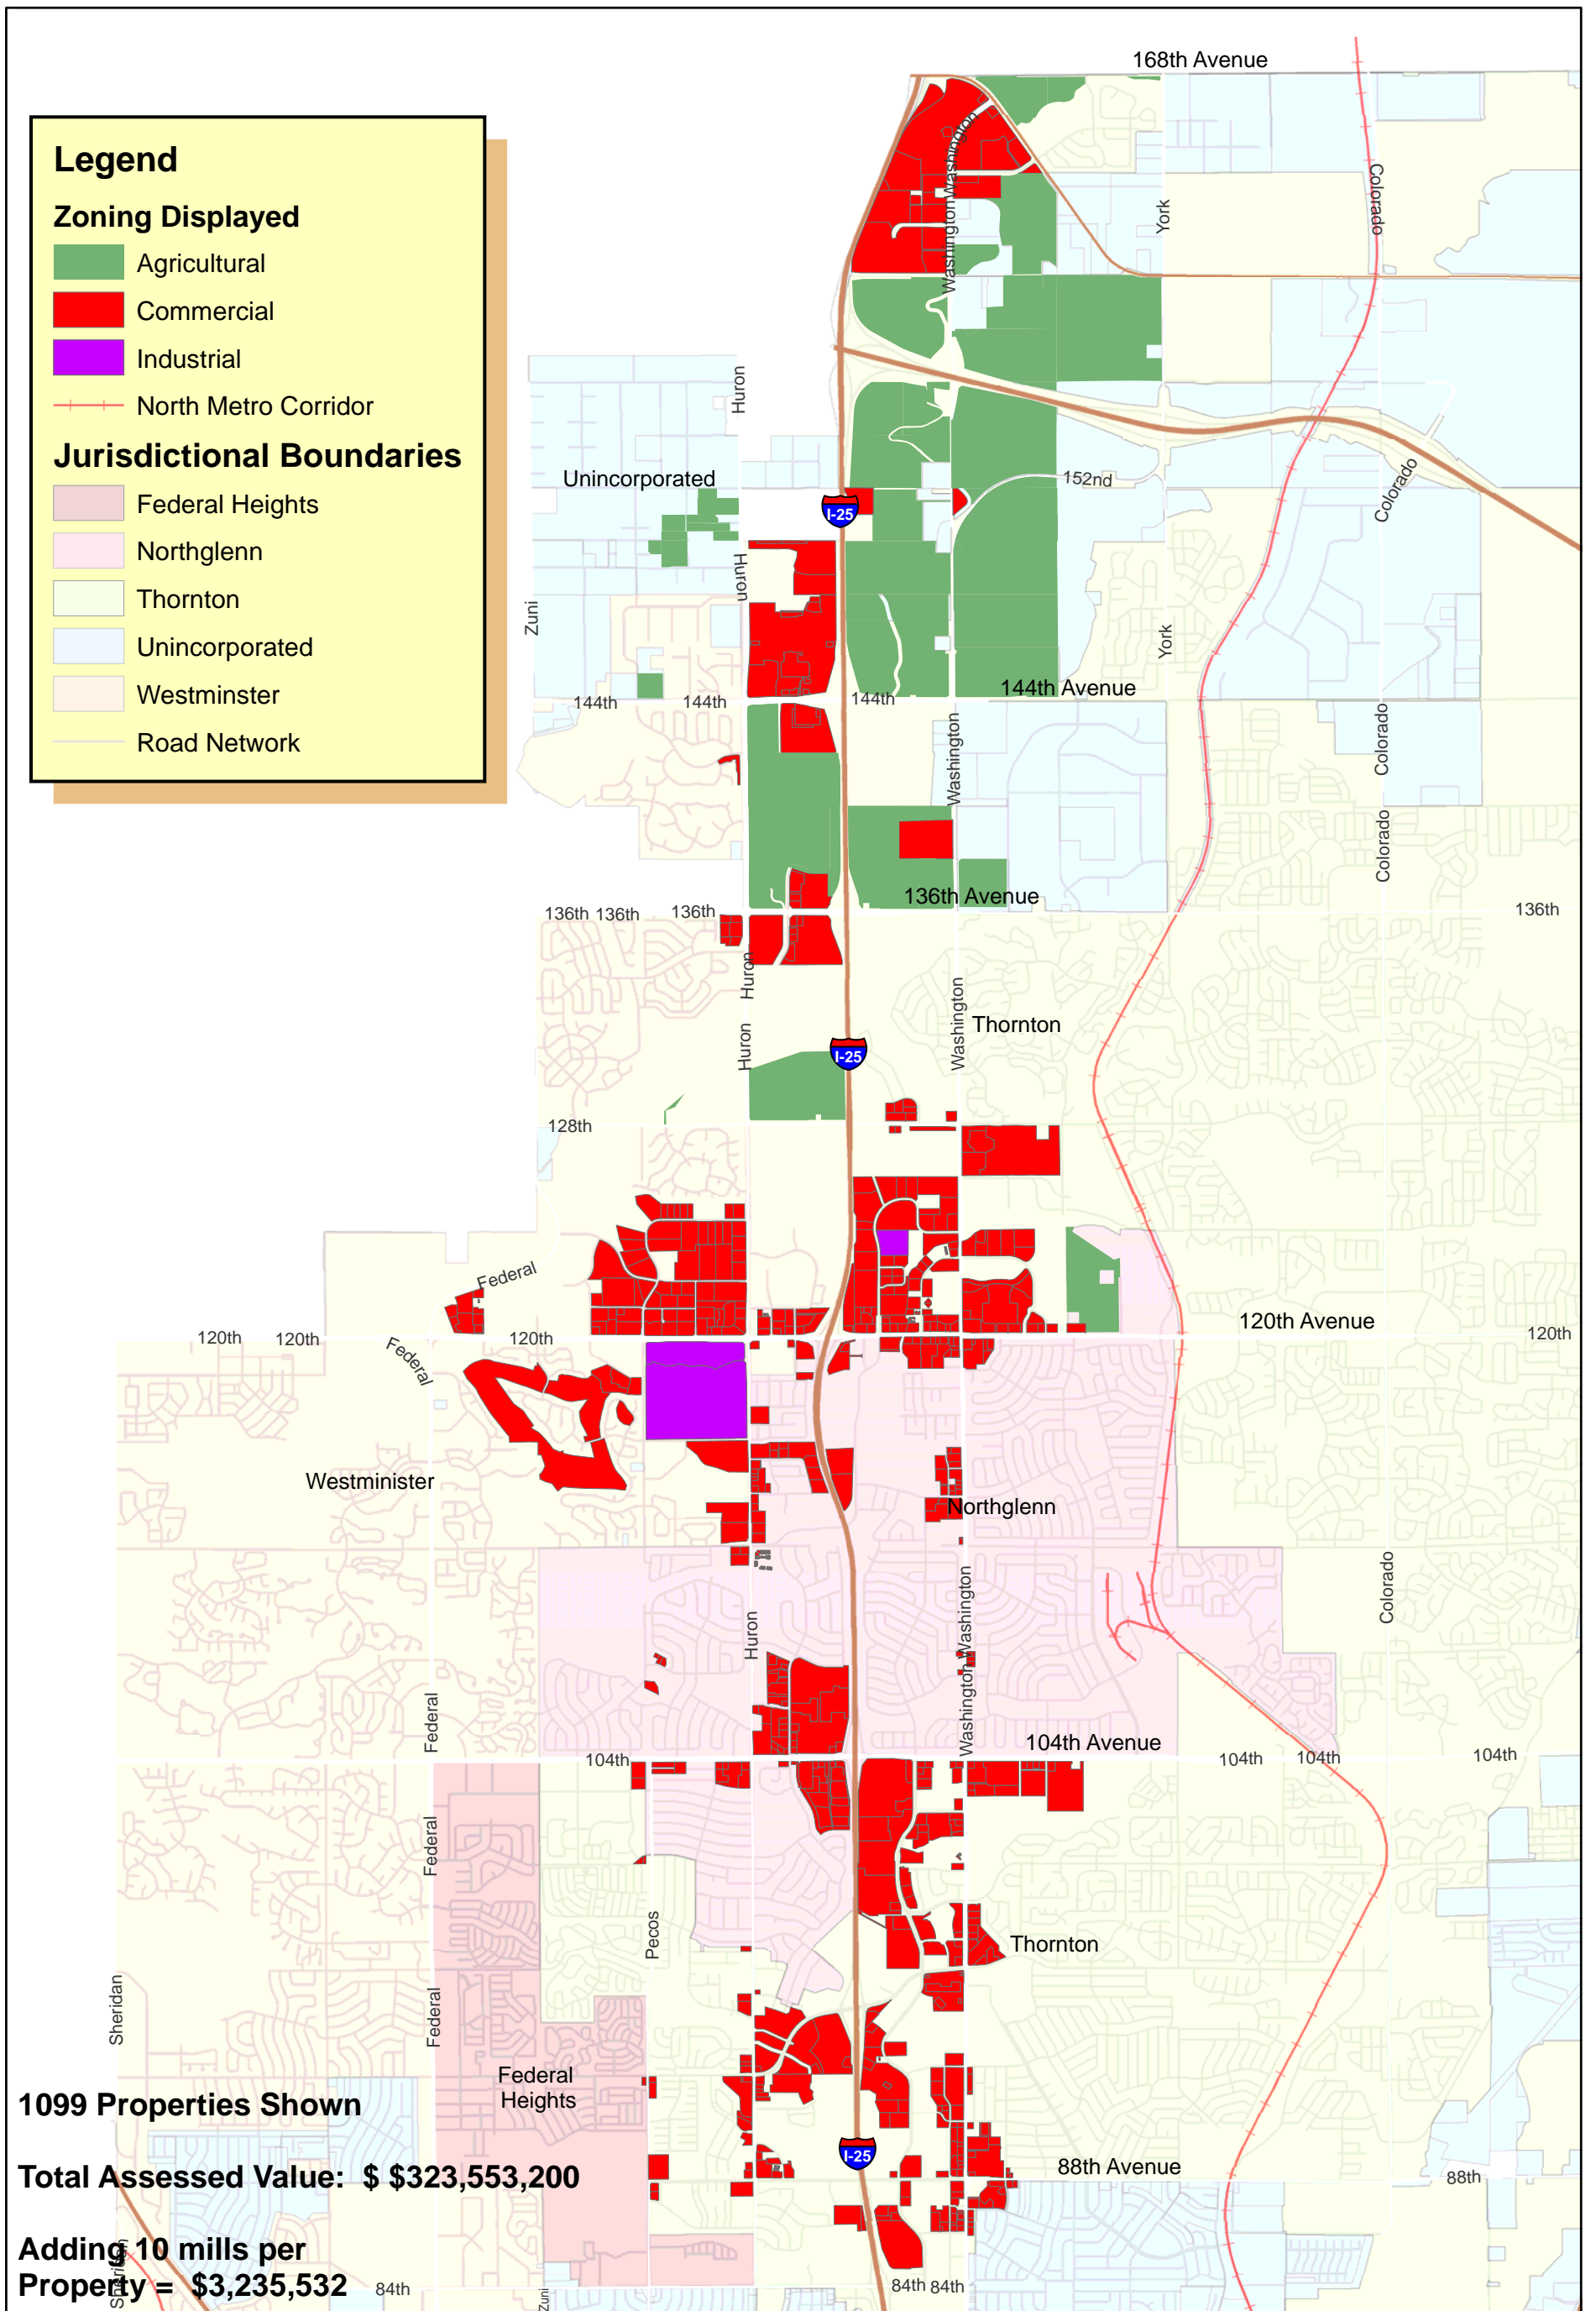 168th Avenue
Legend
Zoning Displayed
Agricultural
Commercial
Industrial
North Metro Corridor
Jurisdictional Boundaries
Federal Heights
Northglenn
Thornton
Unincorporated
Westminster
Road Network
Washington
Washington
Washington
York
Colorado
Huron
Unincorporated
152nd
Colorado
I-25
Huron
Zuni
York
144th Avenue
144th
144th
144th
Washington
Colorado
Colorado
136th Avenue
136th
136th
136th
136th
Huron
Huron
Washington
Thornton
I-25
128th
Federal
120th Avenue
120th
120th
120th
120th
Federal
Westminister
Northglenn
Huron
Washington
Washington
Colorado
Federal
104th Avenue
104th
104th
104th
104th
Federal
Pecos
Thornton
Sheridan
Federal
Federal
Heights
1099 Properties Shown
I-25
88th Avenue
88th
Total Assessed Value:  $ $323,553,200
Adding 10 mills per
Property =  $3,235,532
Sheridan
84th
Zuni
84th
84th